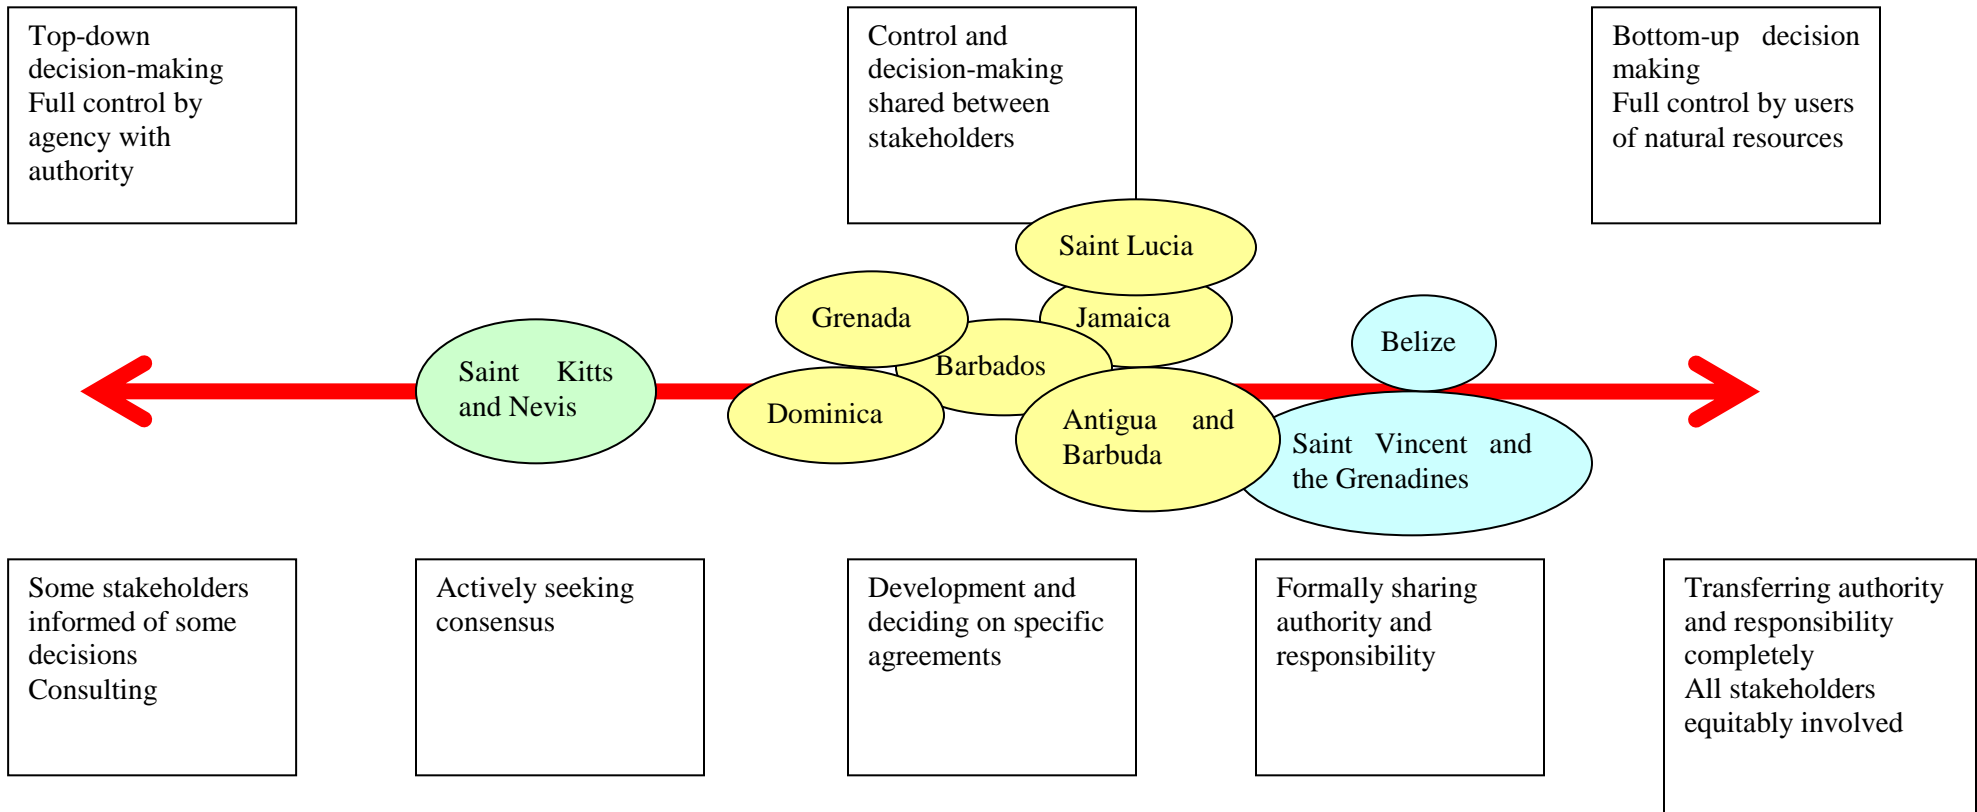 Top-down
decision-making
Full control by
agency with
authority
Control and
decision-making
shared between
stakeholders
Bottom-up decision
making
Full control by users
of natural resources
Saint Lucia
Grenada
Jamaica
Barbados
Belize
Saint Kitts
and Nevis
Dominica
Antigua and
Barbuda
Saint Vincent and
the Grenadines
Some stakeholders
informed of some
decisions
Consulting
Actively seeking
consensus
Development and
deciding on specific
agreements
Formally sharing
authority and
responsibility
Transferring authority
and responsibility
completely
All stakeholders
equitably involved